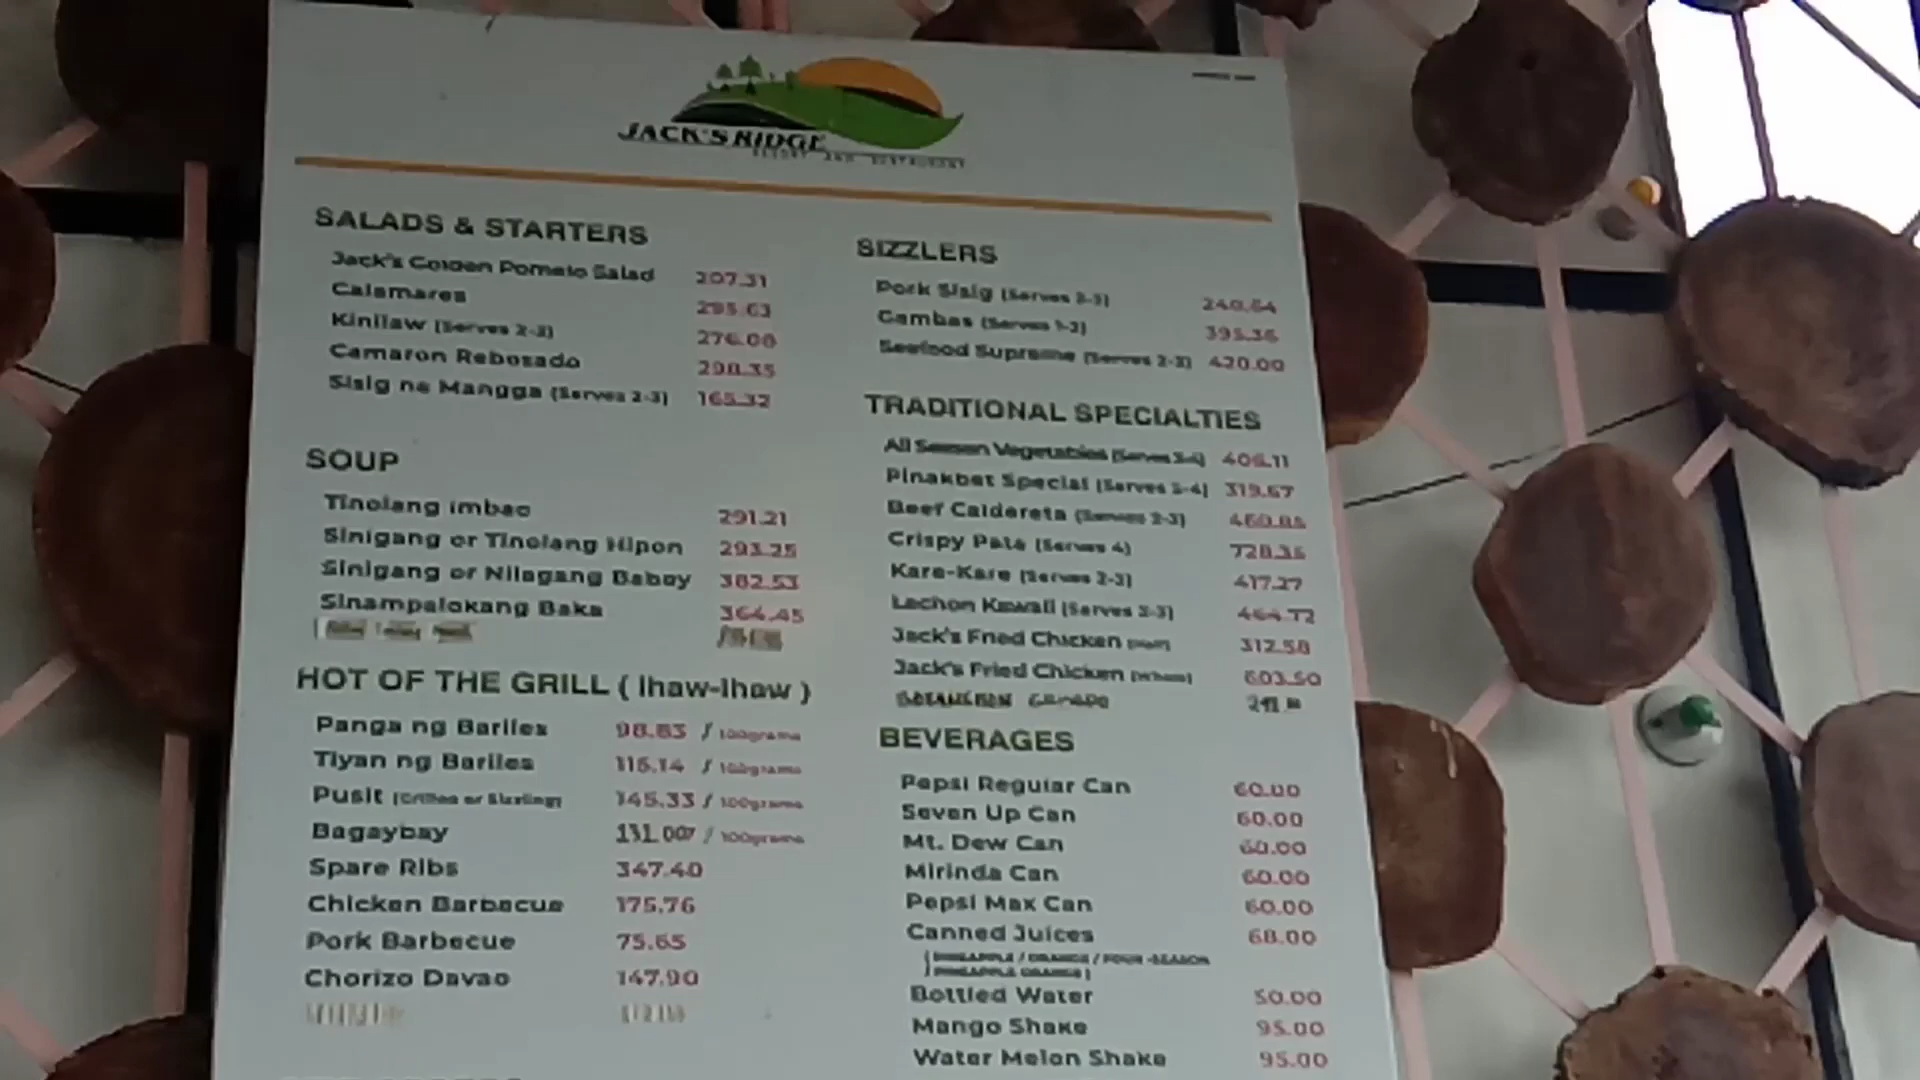 JACK'S RIDGE
RESORT AND RESTAURANT
SALADS & STARTERS
Jack's Golden Pomelo Salad 207.31
Calamares 295.63
Kinilaw (Serves 2-3) 276.08
Camaron Rebosado 298.35
Sisig na Mangga (Serves 2-3) 165.32
SOUP
Tinolang Imbao 291.21
Sinigang or Tinolang Hipon 293.25
Sinigang or Nilagang Baboy 382.53
Sinampalokang Baka 364.45
HOT OF THE GRILL ( Ihaw-Ihaw )
Panga ng Bariles 98.83 / 100grams
Tiyan ng Bariles 115.14 / 100grams
Pusit (Grilled or Sizzling) 145.33 / 100grams
Bagaybay / 100grams
Spare Ribs 347.40
Chicken Barbecue 175.76
Pork Barbecue 75.65
Chorizo Davao 147.90
SIZZLERS
Pork Sisig (Serves 2-3) 240.64
Gambas 395.36
Seafood Supreme (Serves 2-3) 420.00
TRADITIONAL SPECIALTIES
All Season Vegetables (Serves 3-4) 406.11
Pinakbet Special 319.67
Beef Caldereta (Serves 2-3)
Crispy Pata (Serves 4) 728.36
Kare-Kare (Serves 2-3) 417.27
Lechon Kawali (Serves 2-3) 464.72
Jack's Fried Chicken (Half) 312.58
Jack's Fried Chicken (Whole) 603.50
BEVERAGES
Pepsi Regular Can 60.00
Seven Up Can 60.00
Mt. Dew Can 60.00
Mirinda Can 60.00
Pepsi Max Can 60.00
Canned Juices 68.00
(PINEAPPLE / ORANGE / FOUR-SEASON
PINEAPPLE ORANGE)
Bottled Water 50.00
Mango Shake 95.00
Water Melon Shake 95.00